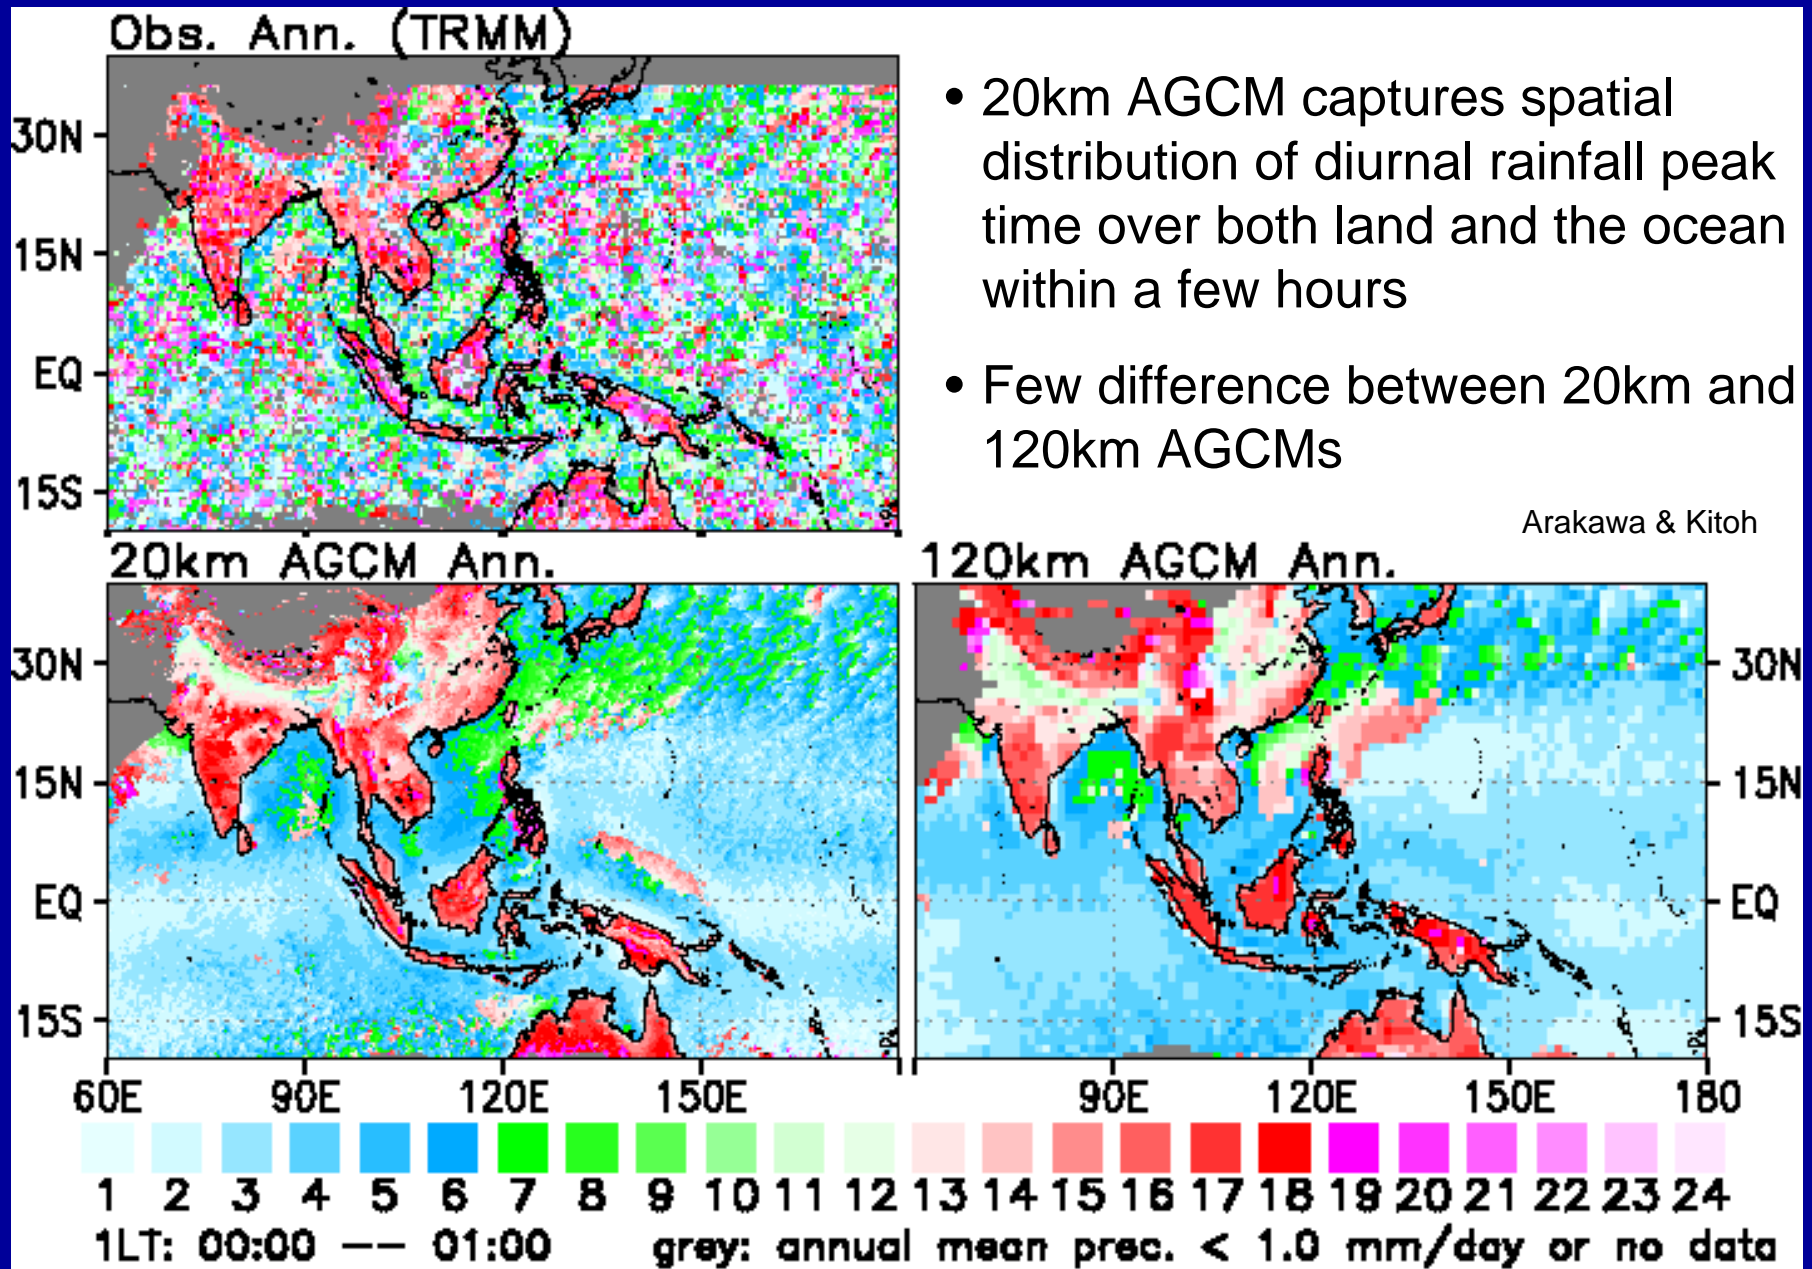 Obs. Ann. (TRMM)
30N
15N
EQ
15S
• 20km AGCM captures spatial
distribution of diurnal rainfall peak
time over both land and the ocean
within a few hours
• Few difference between 20km and
120km AGCMs
Arakawa & Kitoh
20km AGCM Ann.
30N
15N
EQ
15S
60E 90E 120E 150E
120km AGCM Ann.
30N
15N
EQ
15S
90E 120E 150E 180
1 2 3 4 5 6 7 8 9 10 11 12 13 14 15 16 17 18 19 20 21 22 23 24
1LT: 00:00 -- 01:00 grey: annual mean prec. < 1.0 mm/day or no data